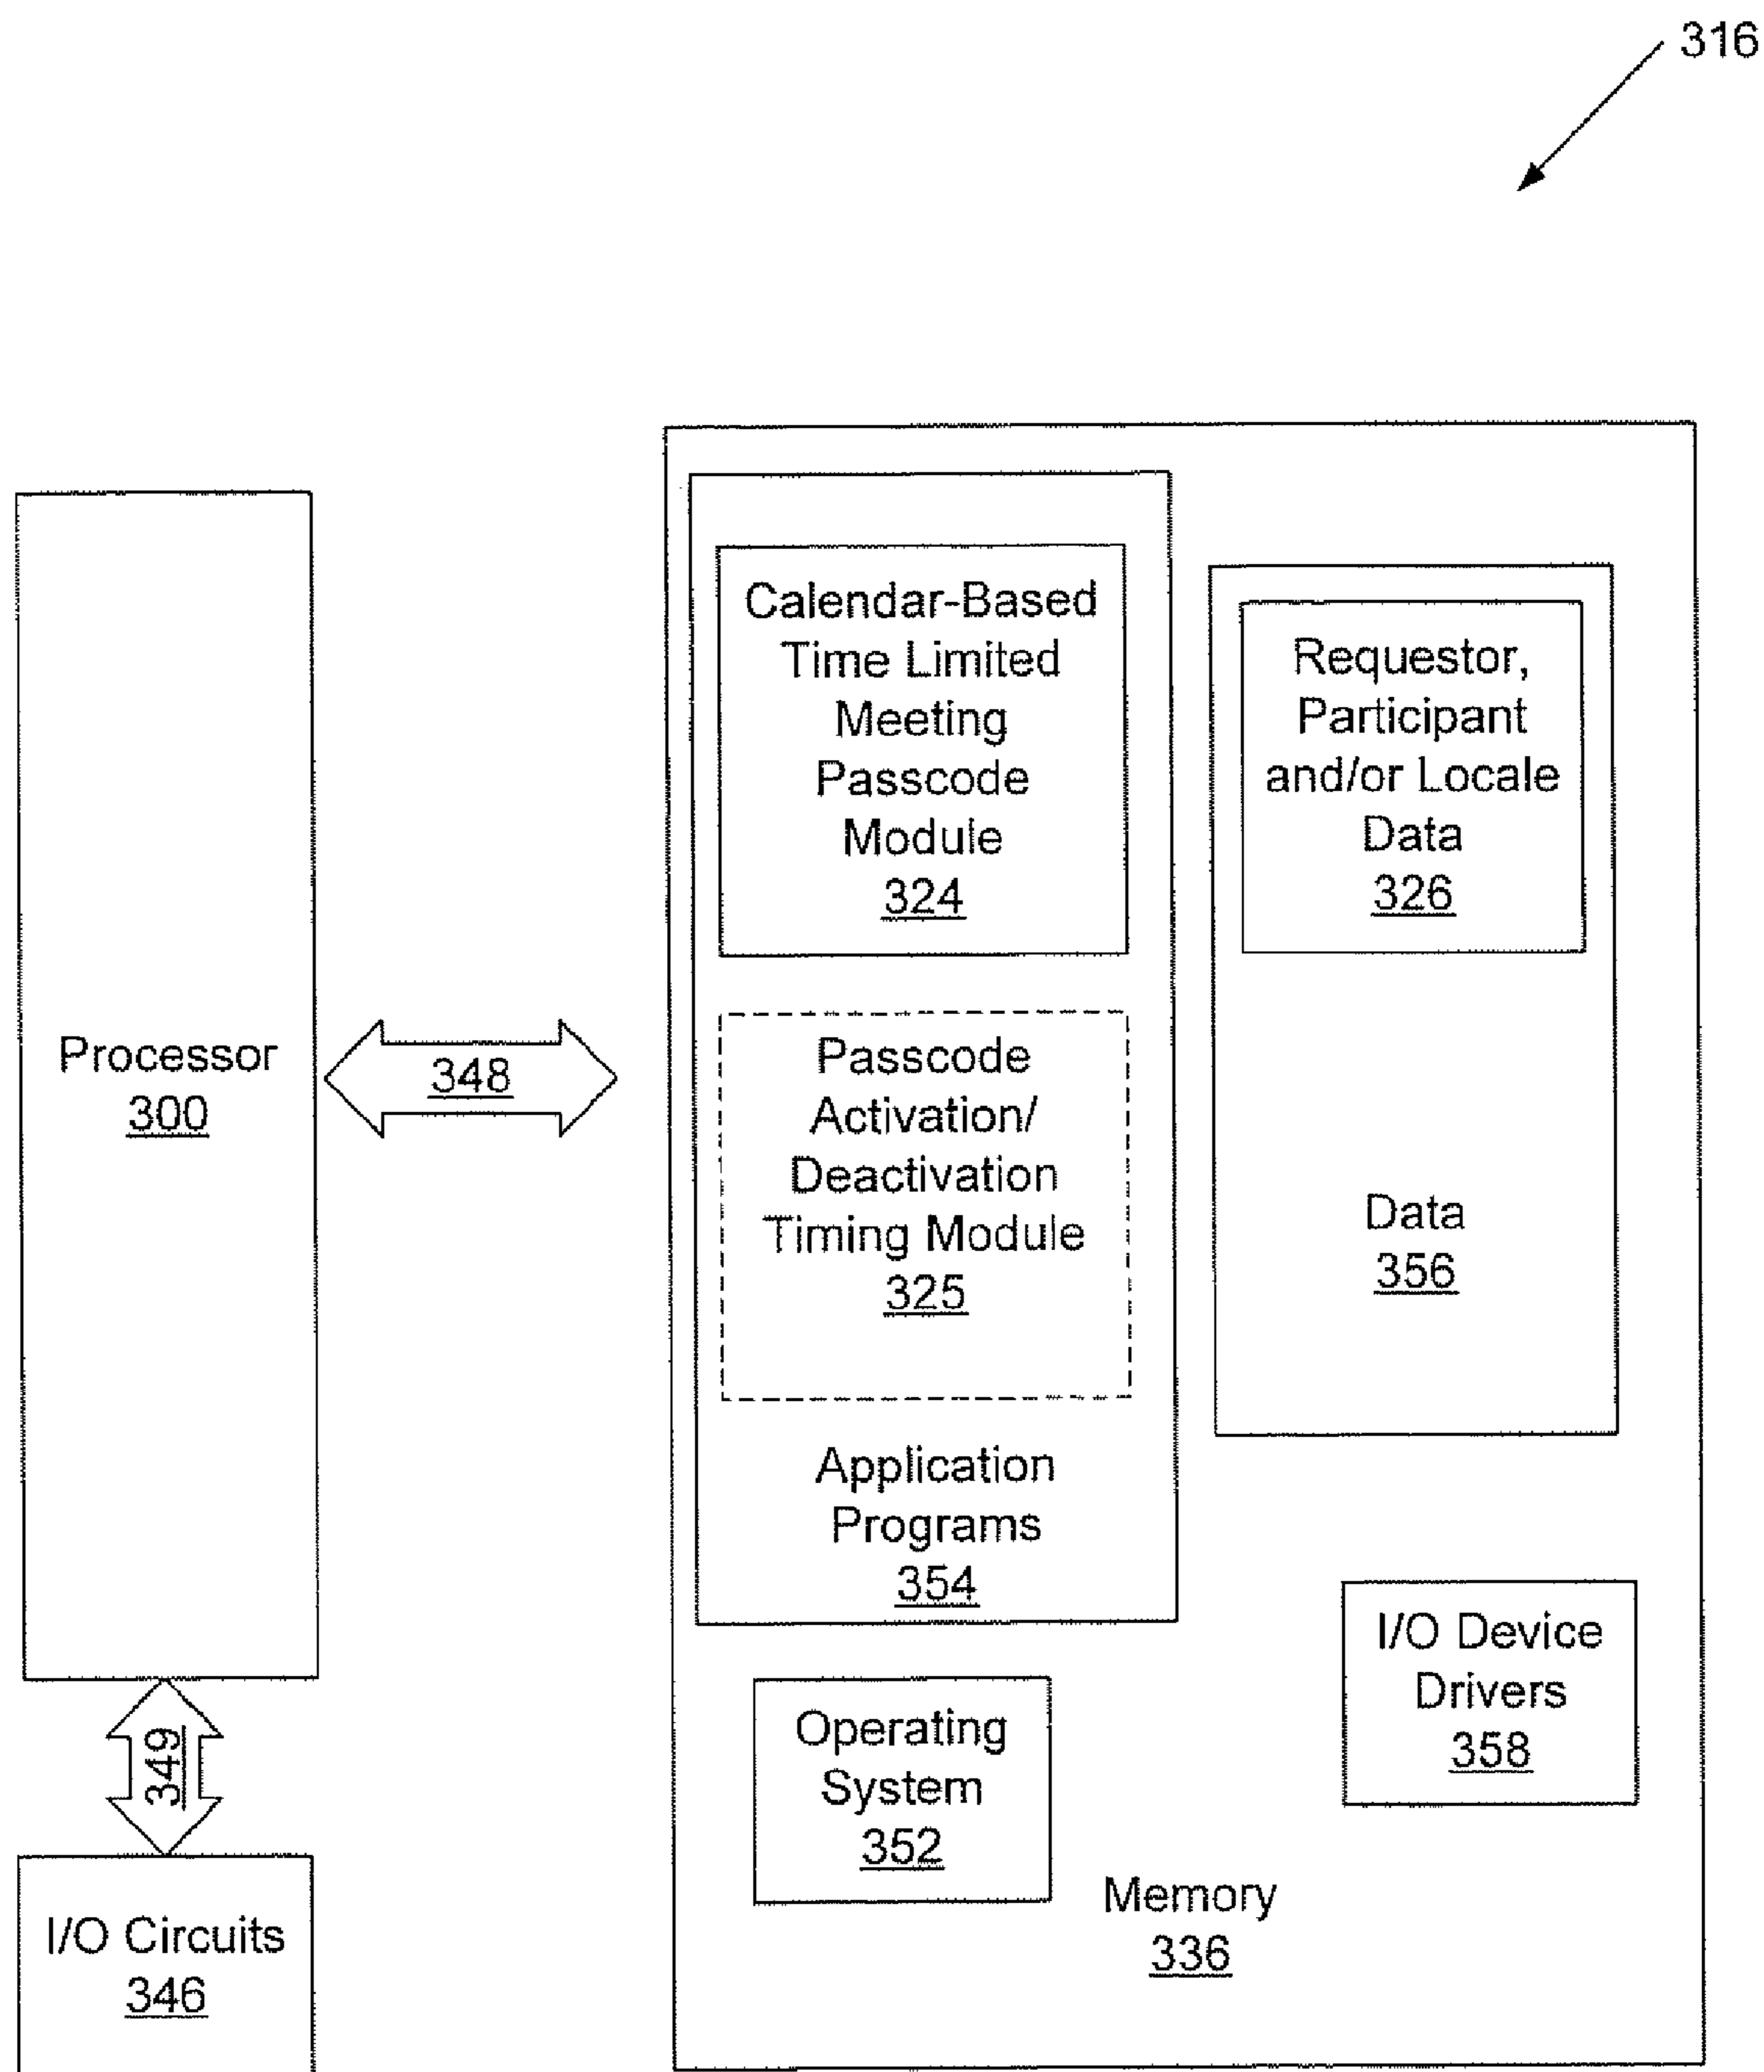 316
Calendar-Based
Time Limited
Meeting
Passcode
Module
324
Requestor,
Participant
and/or Locale
Data
326
Processor
300
348
Passcode
Activation/
Deactivation
Timing Module
325
Data
356
Application
Programs
354
I/O Device
Drivers
358
Operating
System
352
349
Memory
336
I/O Circuits
346